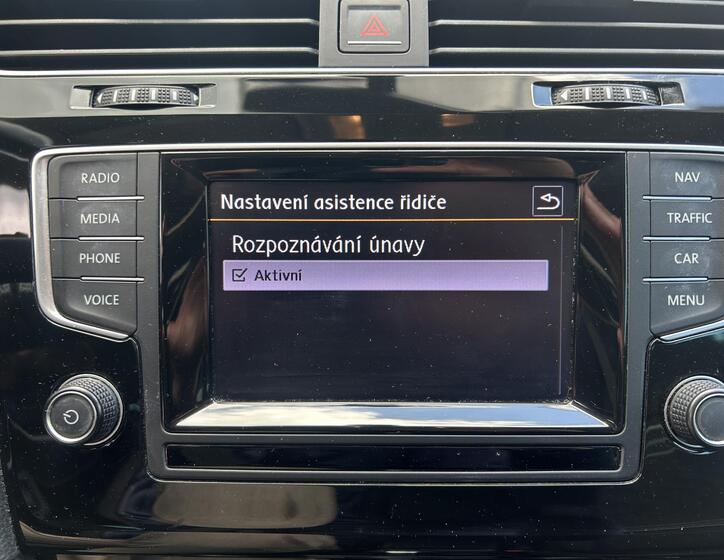 RADIO
MEDIA
PHONE
VOICE
Nastavení asistence řidiče
Rozpoznávání únavy
Aktivní
NAV
TRAFFIC
CAR
MENU